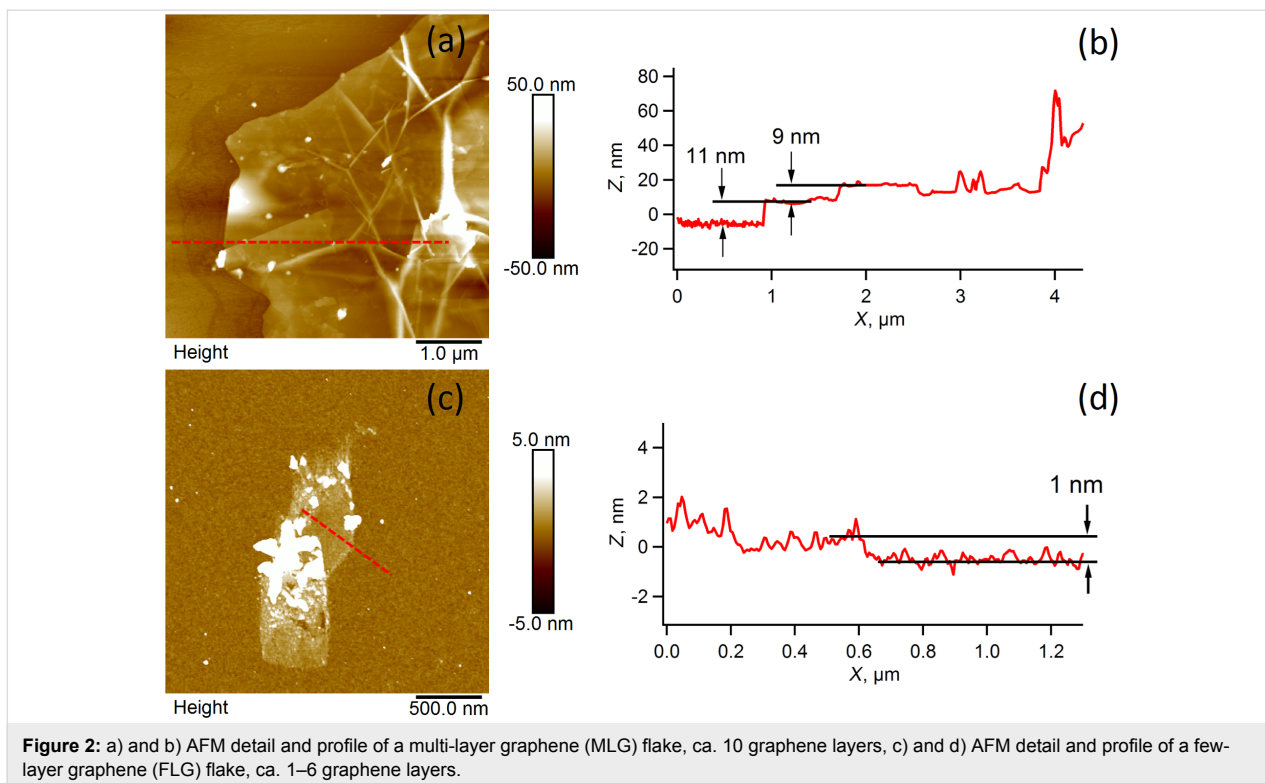 (a)
50.0 nm
-50.0 nm
Height
1.0 µm
(b)
80
60
40
20
0
-20
Z, nm
11 nm
9 nm
0
1
2
3
4
X, µm
(c)
5.0 nm
-5.0 nm
Height
500.0 nm
(d)
4
2
0
-2
Z, nm
1 nm
0.0
0.2
0.4
0.6
0.8
1.0
1.2
X, µm
Figure 2: a) and b) AFM detail and profile of a multi-layer graphene (MLG) flake, ca. 10 graphene layers, c) and d) AFM detail and profile of a few-
layer graphene (FLG) flake, ca. 1–6 graphene layers.